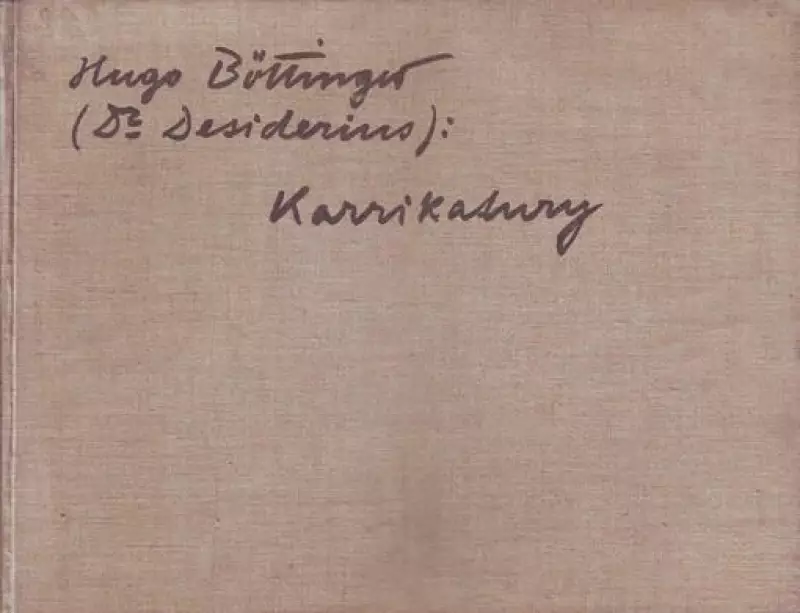 Hugo Böttinger
(Dr Desiderius):
Karrikatury